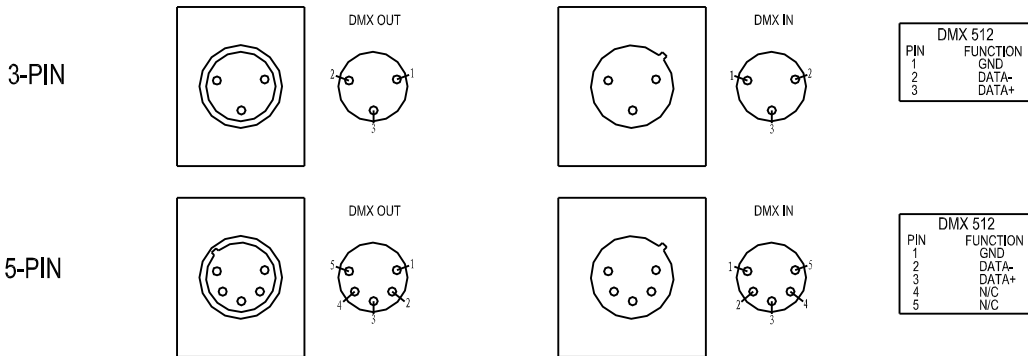 3-PIN
DMX OUT
2
1
3
DMX IN
1
2
3
DMX 512
PIN FUNCTION
1 GND
2 DATA-
3 DATA+
5-PIN
DMX OUT
5
1
4
2
3
DMX IN
1
5
2
4
3
DMX 512
PIN FUNCTION
1 GND
2 DATA-
3 DATA+
4 N/C
5 N/C